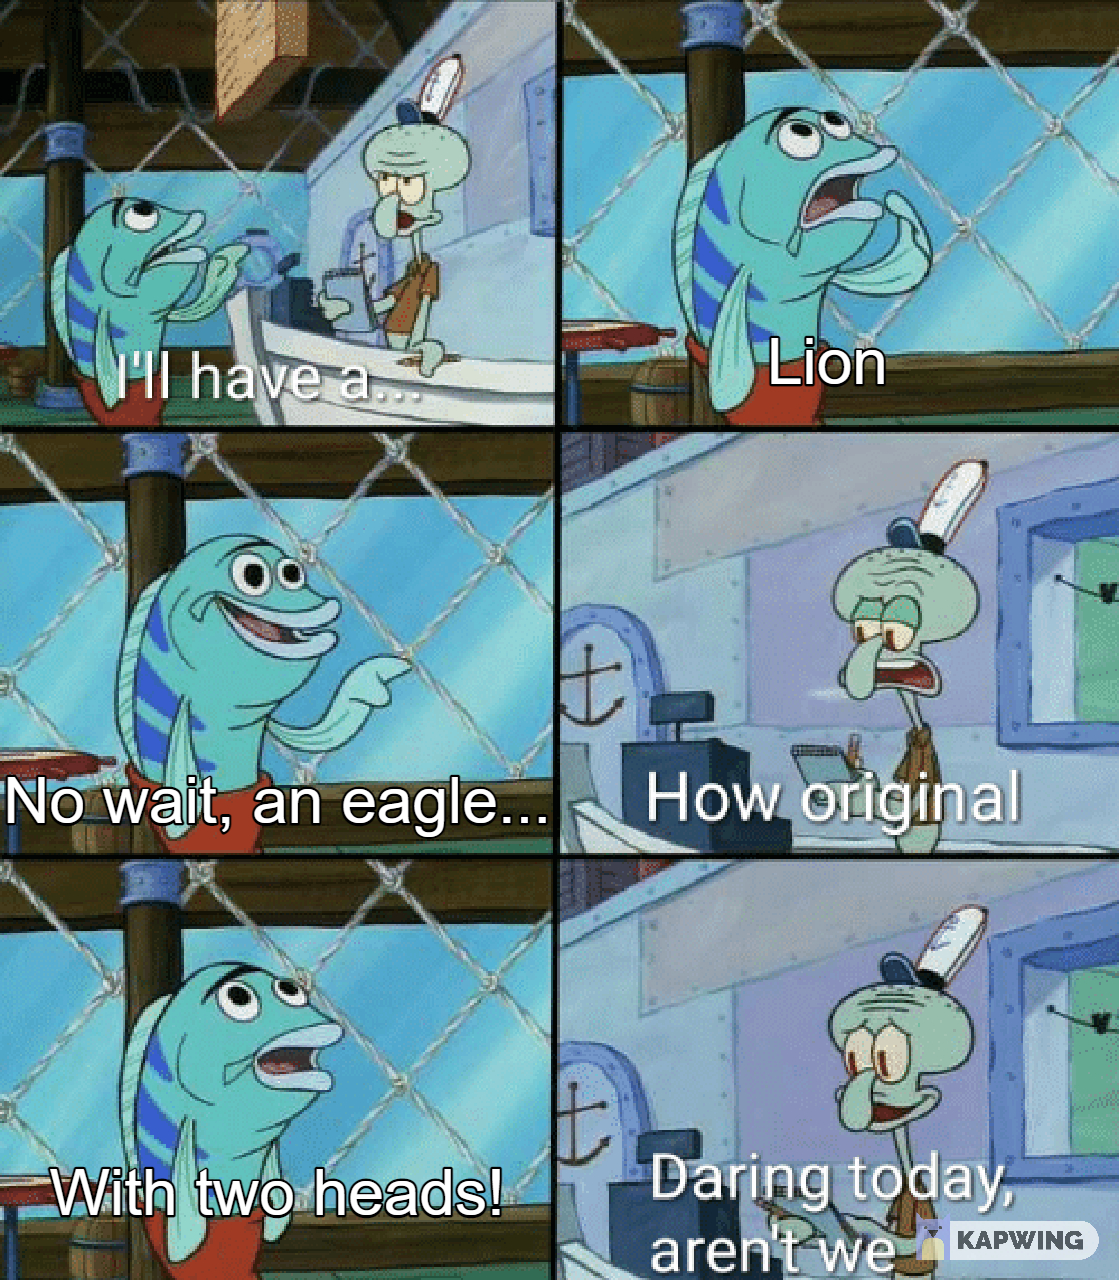 I'll have a...
Lion
No wait, an eagle...
How original
With two heads!
Daring today,
aren't we
KAPWING